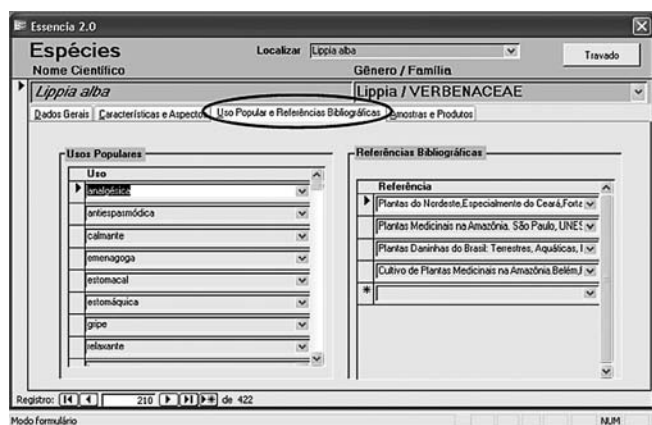 Essencia 2.0
Espécies
Localizar Lippia alba
Travado
Nome Científico Gênero / Família
Lippia alba Lippia / VERBENACEAE
Dados Gerais Características e Aspectos Uso Popular e Referências Bibliográficas Amostras e Produtos
Usos Populares
Uso
analgésica
antiespasmódica
calmante
emenagoga
estomacal
estomáquica
gripe
relaxante
Referências Bibliográficas
Referência
Plantas do Nordeste,Especialmente do Ceará,Forta
Plantas Medicinais na Amazônia. São Paulo, UNES
Plantas Daninhas do Brasil: Terrestres, Aquáticas,
Cultivo de Plantas Medicinais na Amazônia.Belém,
*
Registro: 210 de 422
Modo formulário NUM